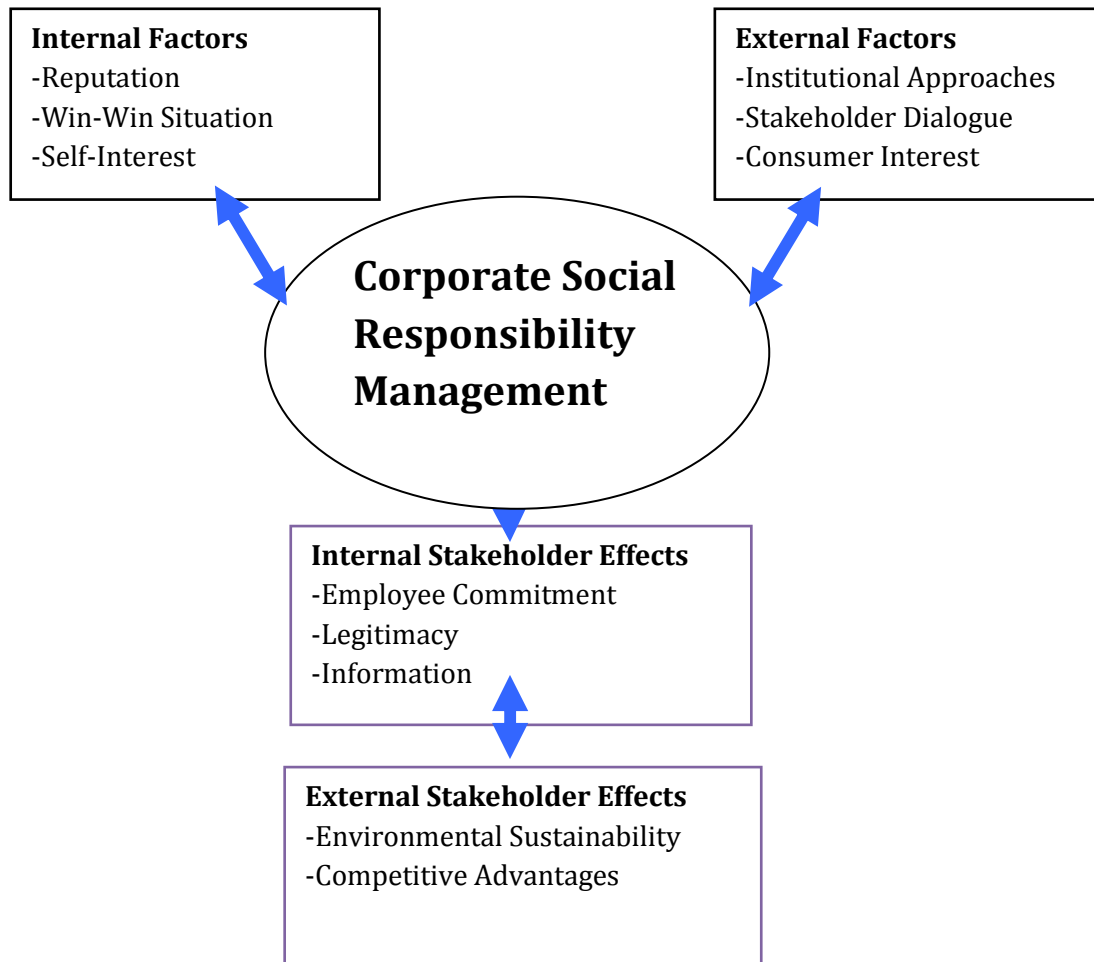 Internal Factors
-Reputation
-Win-Win Situation
-Self-Interest
External Factors
-Institutional Approaches
-Stakeholder Dialogue
-Consumer Interest
Corporate Social
Responsibility
Management
Internal Stakeholder Effects
-Employee Commitment
-Legitimacy
-Information
External Stakeholder Effects
-Environmental Sustainability
-Competitive Advantages